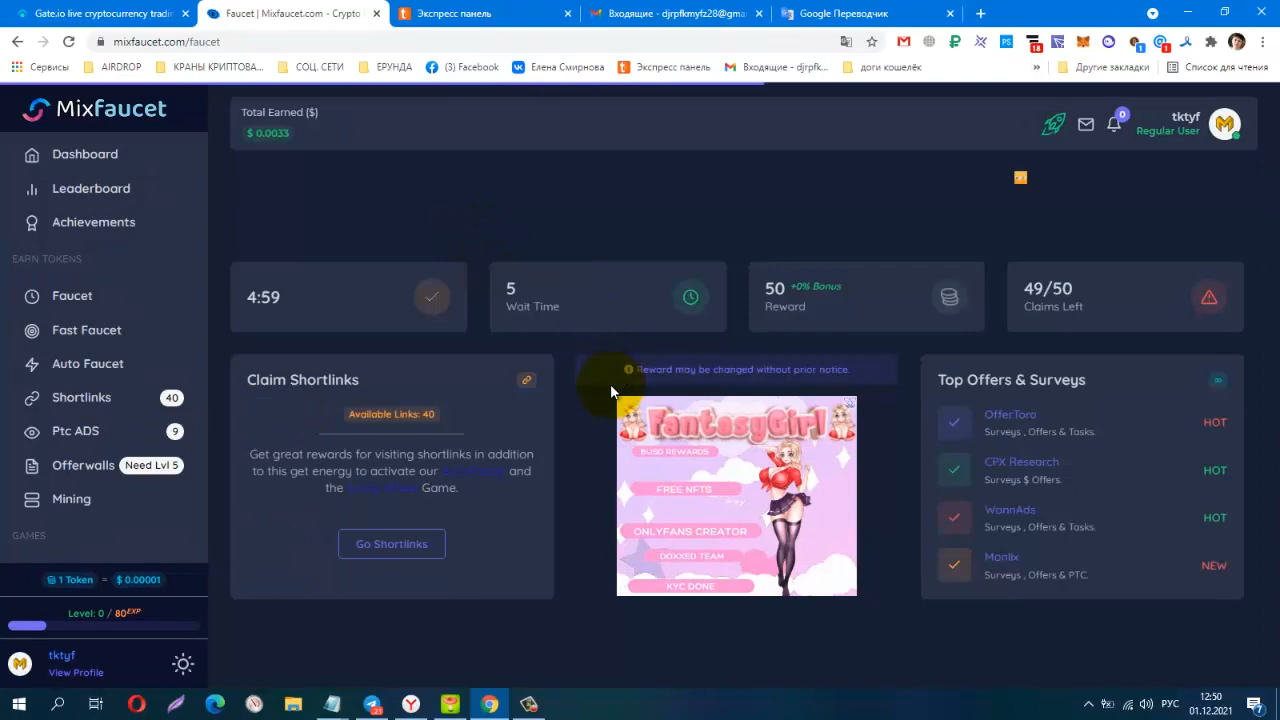 Gate.io live cryptocurrency tradin
Faucet | Mixfaucet.com - Crypto
Экспресс панель
Входящие - djrpfkmyfz28@gma
Google Переводчик
mixfaucet.com/faucet
18
1
1
Сервисы
AIRDROP
КРАНЫ КРИПТОВА...
СОЦ. СЕТИ
ЕРУНДА
(3) Facebook
Елена Смирнова
Экспресс панель
Входящие - djrpfk...
доги кошелёк
Другие закладки
Список для чтения
Mixfaucet
Total Earned ($)
$ 0.0033
0
tktyf
Regular User
Dashboard
Leaderboard
Achievements
EARN TOKENS
Faucet
Fast Faucet
Auto Faucet
Shortlinks 40
Ptc ADS 9
Offerwalls Need Lvl 5
Mining
GAMES
1 Token = $ 0.00001
Level: 0 / 80 EXP
tktyf
View Profile
4:59
5
Wait Time
50 +0% Bonus
Reward
49/50
Claims Left
Claim Shortlinks
Available Links: 40
Get great rewards for visiting shortlinks in addition
to this get energy to activate our
and
the
Game.
Go Shortlinks
Reward may be changed without prior notice.
FantasyGirl
BUSD REWARDS
FREE NFTS
ONLYFANS CREATOR
DOXXED TEAM
KYC DONE
Top Offers & Surveys
OfferToro
Surveys , Offers & Tasks.
HOT
CPX Research
Surveys $ Offers.
HOT
WannAds
Surveys , Offers & Tasks.
HOT
Monlix
Surveys , Offers & PTC.
NEW
РУС
12:50
01.12.2021
7